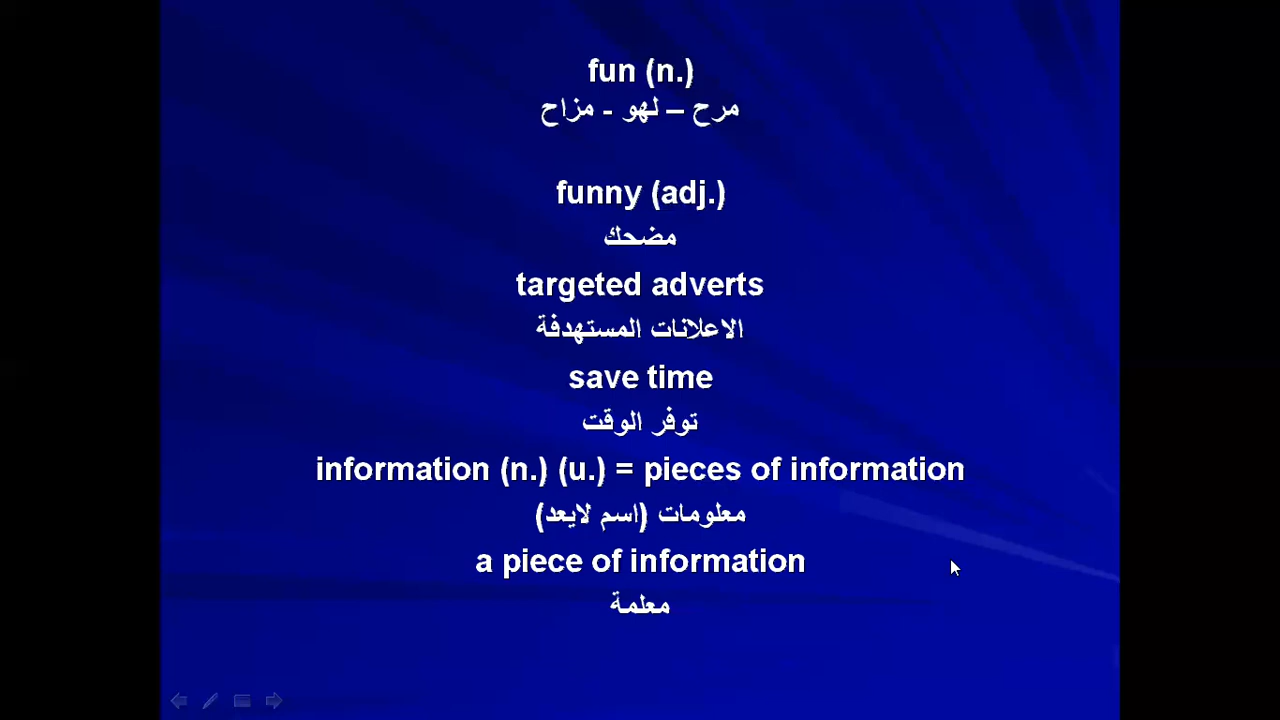 fun (n.)
مرح – لهو - مزاح
funny (adj.)
مضحك
targeted adverts
الاعلانات المستهدفة
save time
توفر الوقت
information (n.) (u.) = pieces of information
معلومات (اسم لايعد)
a piece of information
معلمة